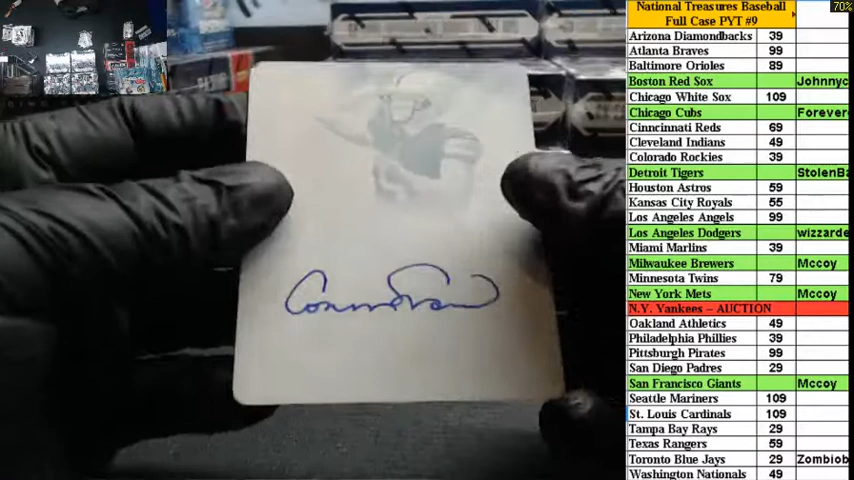 National Treasures Baseball
Full Case PYT #9
70%
Arizona Diamondbacks 39
Atlanta Braves 99
Baltimore Orioles 89
Boston Red Sox Johnnyc
Chicago White Sox 109
Chicago Cubs Forever
Cinncinnati Reds 69
Cleveland Indians 49
Colorado Rockies 39
Detroit Tigers StolenBa
Houston Astros 59
Kansas City Royals 55
Los Angeles Angels 99
Los Angeles Dodgers wizzarde
Miami Marlins 39
Milwaukee Brewers Mccoy
Minnesota Twins 79
New York Mets Mccoy
N.Y. Yankees – AUCTION
Oakland Athletics 49
Philadelphia Phillies 39
Pittsburgh Pirates 99
San Diego Padres 29
San Francisco Giants Mccoy
Seattle Mariners 109
St. Louis Cardinals 109
Tampa Bay Rays 29
Texas Rangers 59
Toronto Blue Jays 29 Zombiob
Washington Nationals 49